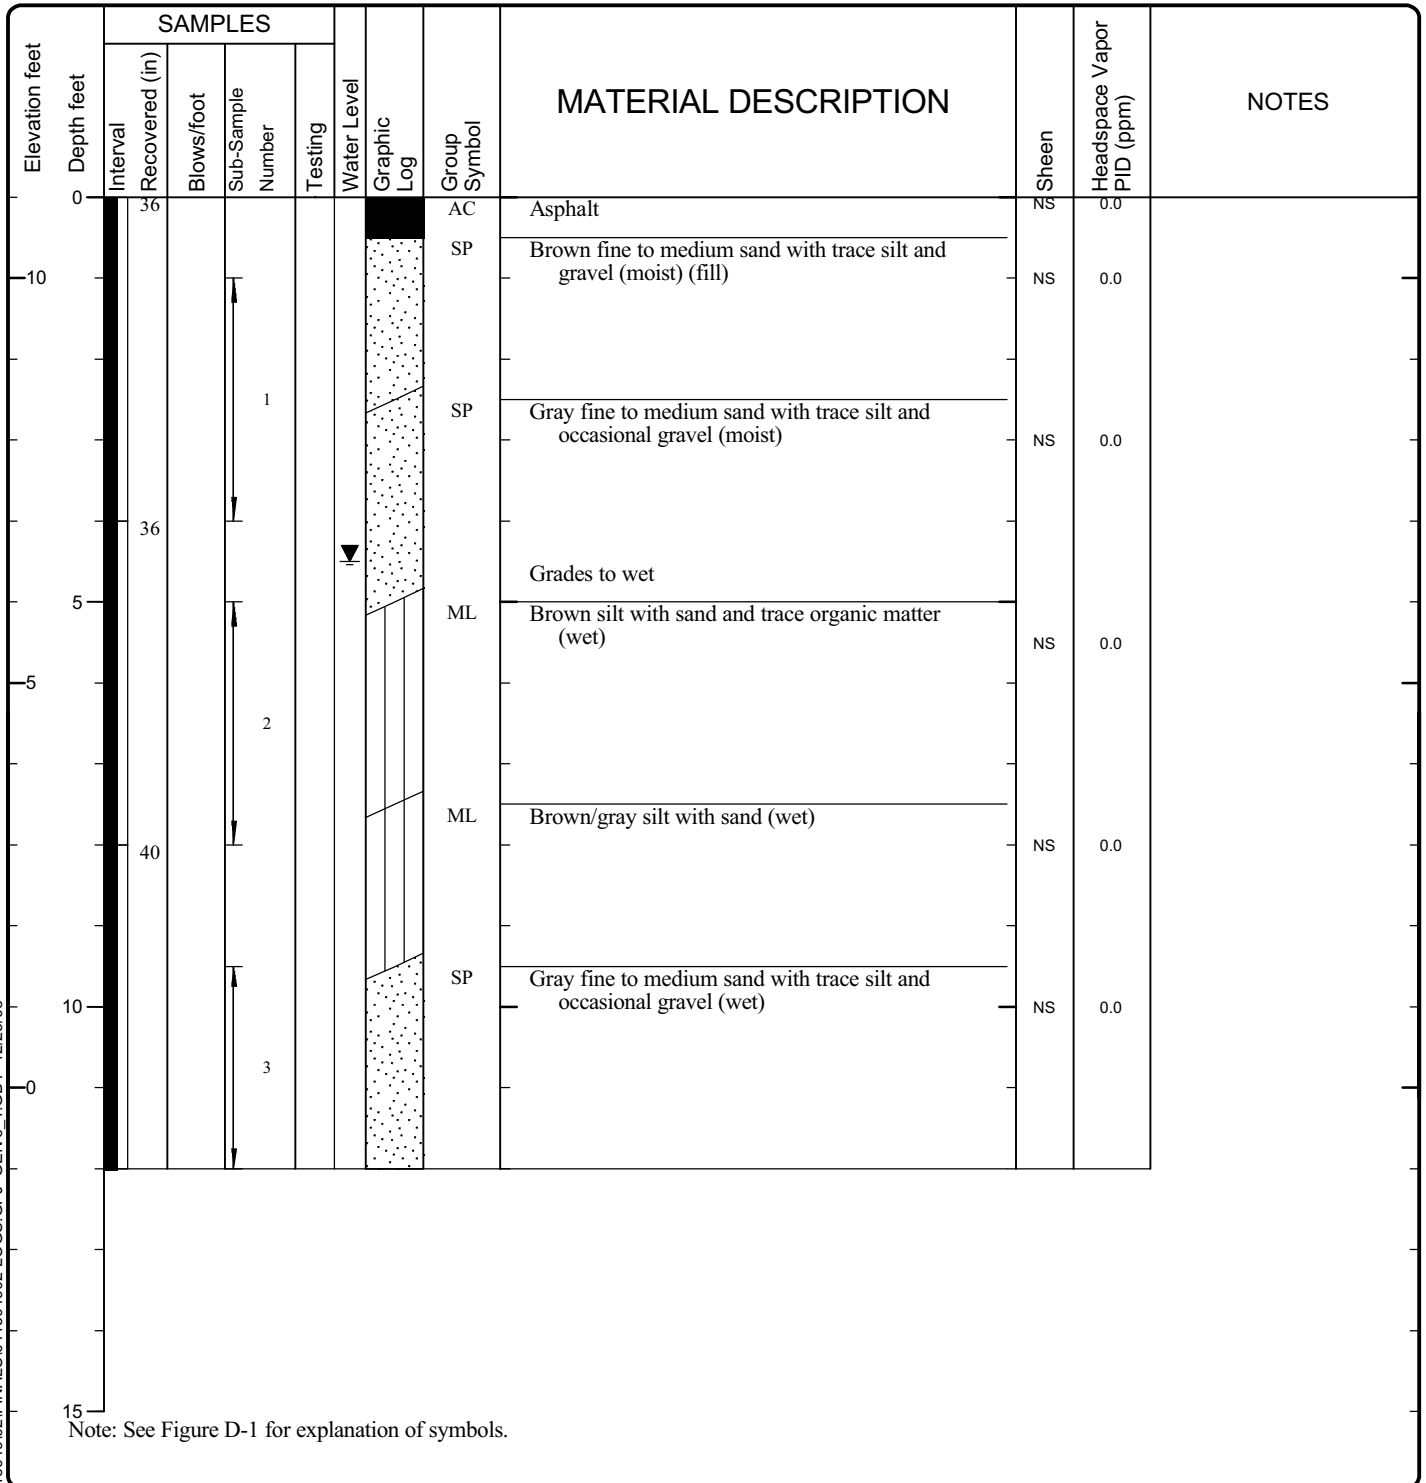 SAMPLES
Elevation feet
Depth feet
Interval
Recovered (in)
Blows/foot
Sub-Sample
Number
Testing
Water Level
Graphic
Log
Group
Symbol
MATERIAL DESCRIPTION
Sheen
Headspace Vapor
PID (ppm)
NOTES
0
36
AC
Asphalt
NS
0.0
SP
Brown fine to medium sand with trace silt and
gravel (moist) (fill)
10
NS
0.0
1
SP
Gray fine to medium sand with trace silt and
occasional gravel (moist)
NS
0.0
36
Grades to wet
5
ML
Brown silt with sand and trace organic matter
(wet)
NS
0.0
5
2
ML
Brown/gray silt with sand (wet)
40
NS
0.0
SP
Gray fine to medium sand with trace silt and
occasional gravel (wet)
10
NS
0.0
3
0
15
Note: See Figure D-1 for explanation of symbols.